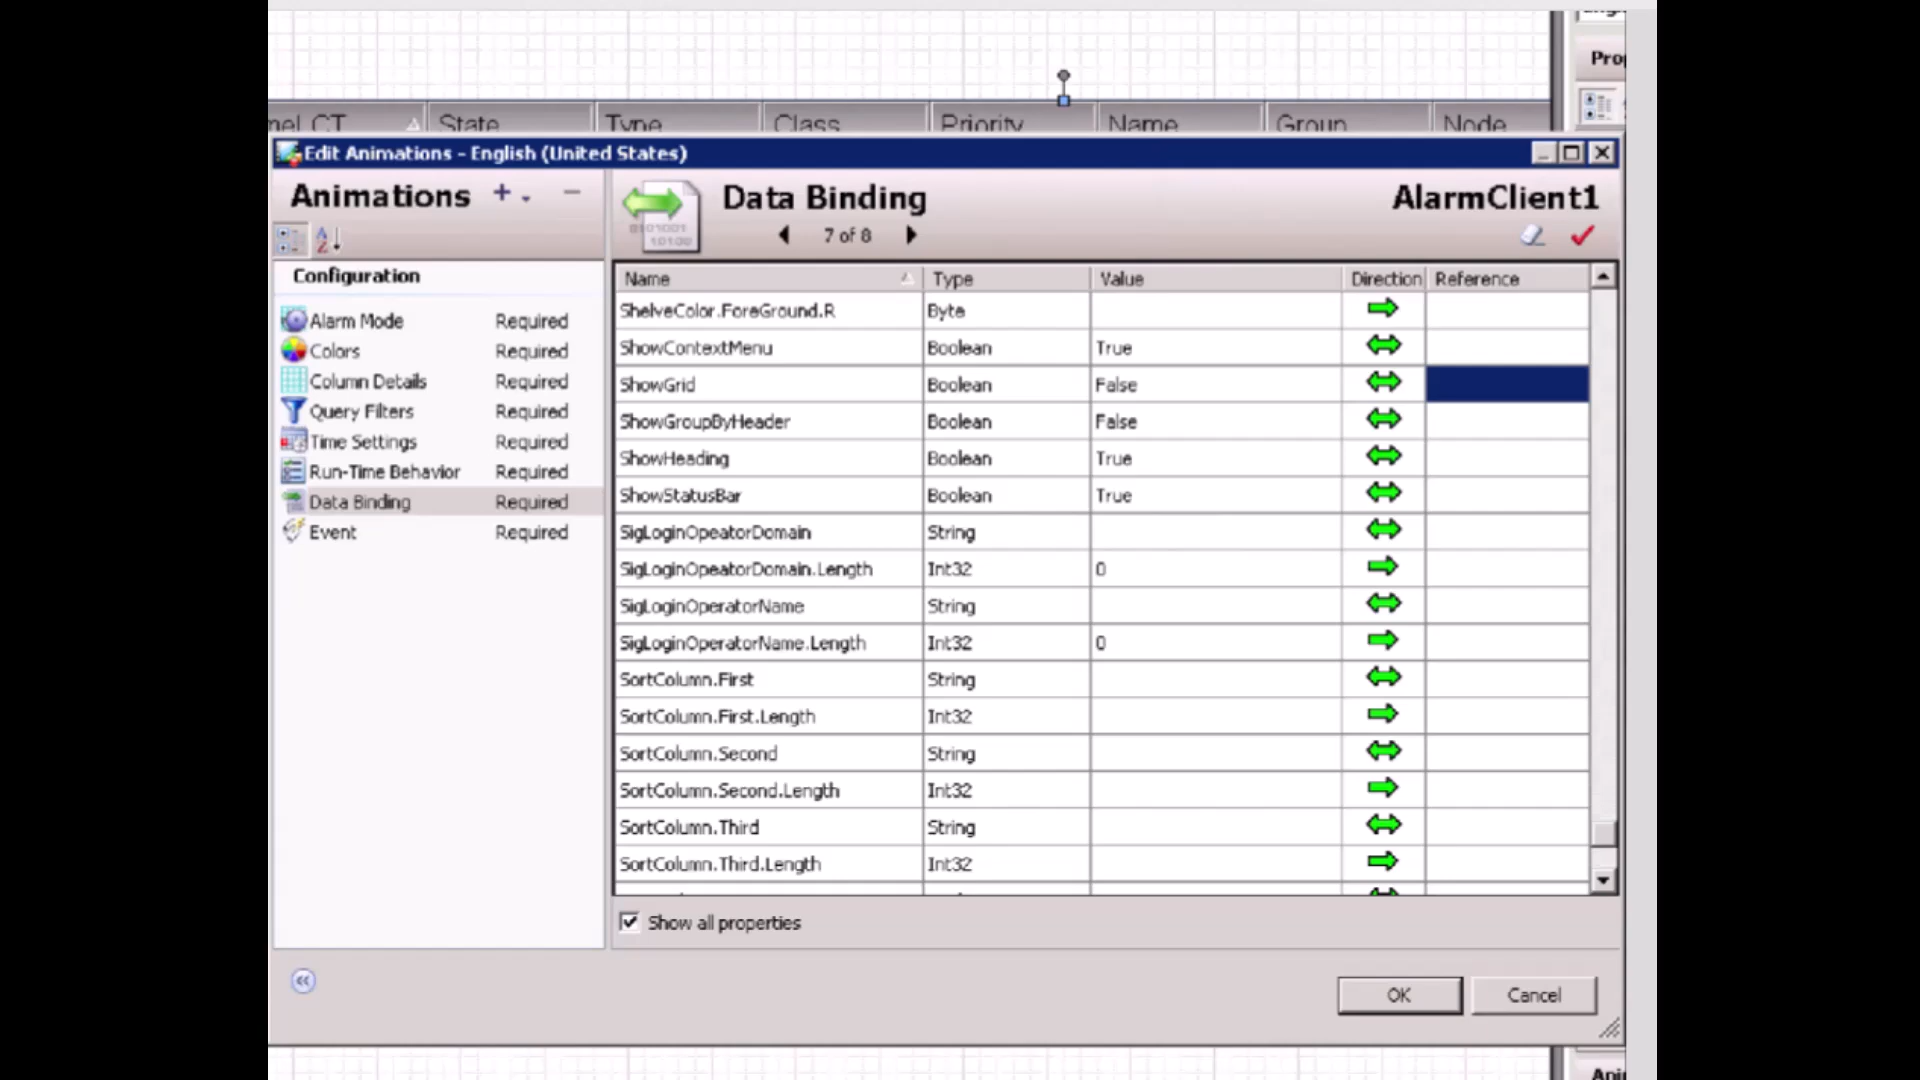 Pro
State Type Class Priority Name Group Node
Edit Animations - English (United States)
Animations
Data Binding
AlarmClient1
7 of 8
Configuration
Alarm Mode Required
Colors Required
Column Details Required
Query Filters Required
Time Settings Required
Run-Time Behavior Required
Data Binding Required
Event Required
Name Type Value Direction Reference
ShelveColor.ForeGround.R Byte
ShowContextMenu Boolean True
ShowGrid Boolean False
ShowGroupByHeader Boolean False
ShowHeading Boolean True
ShowStatusBar Boolean True
SigLoginOpeatorDomain String
SigLoginOpeatorDomain.Length Int32 0
SigLoginOperatorName String
SigLoginOperatorName.Length Int32 0
SortColumn.First String
SortColumn.First.Length Int32
SortColumn.Second String
SortColumn.Second.Length Int32
SortColumn.Third String
SortColumn.Third.Length Int32
Show all properties
OK Cancel